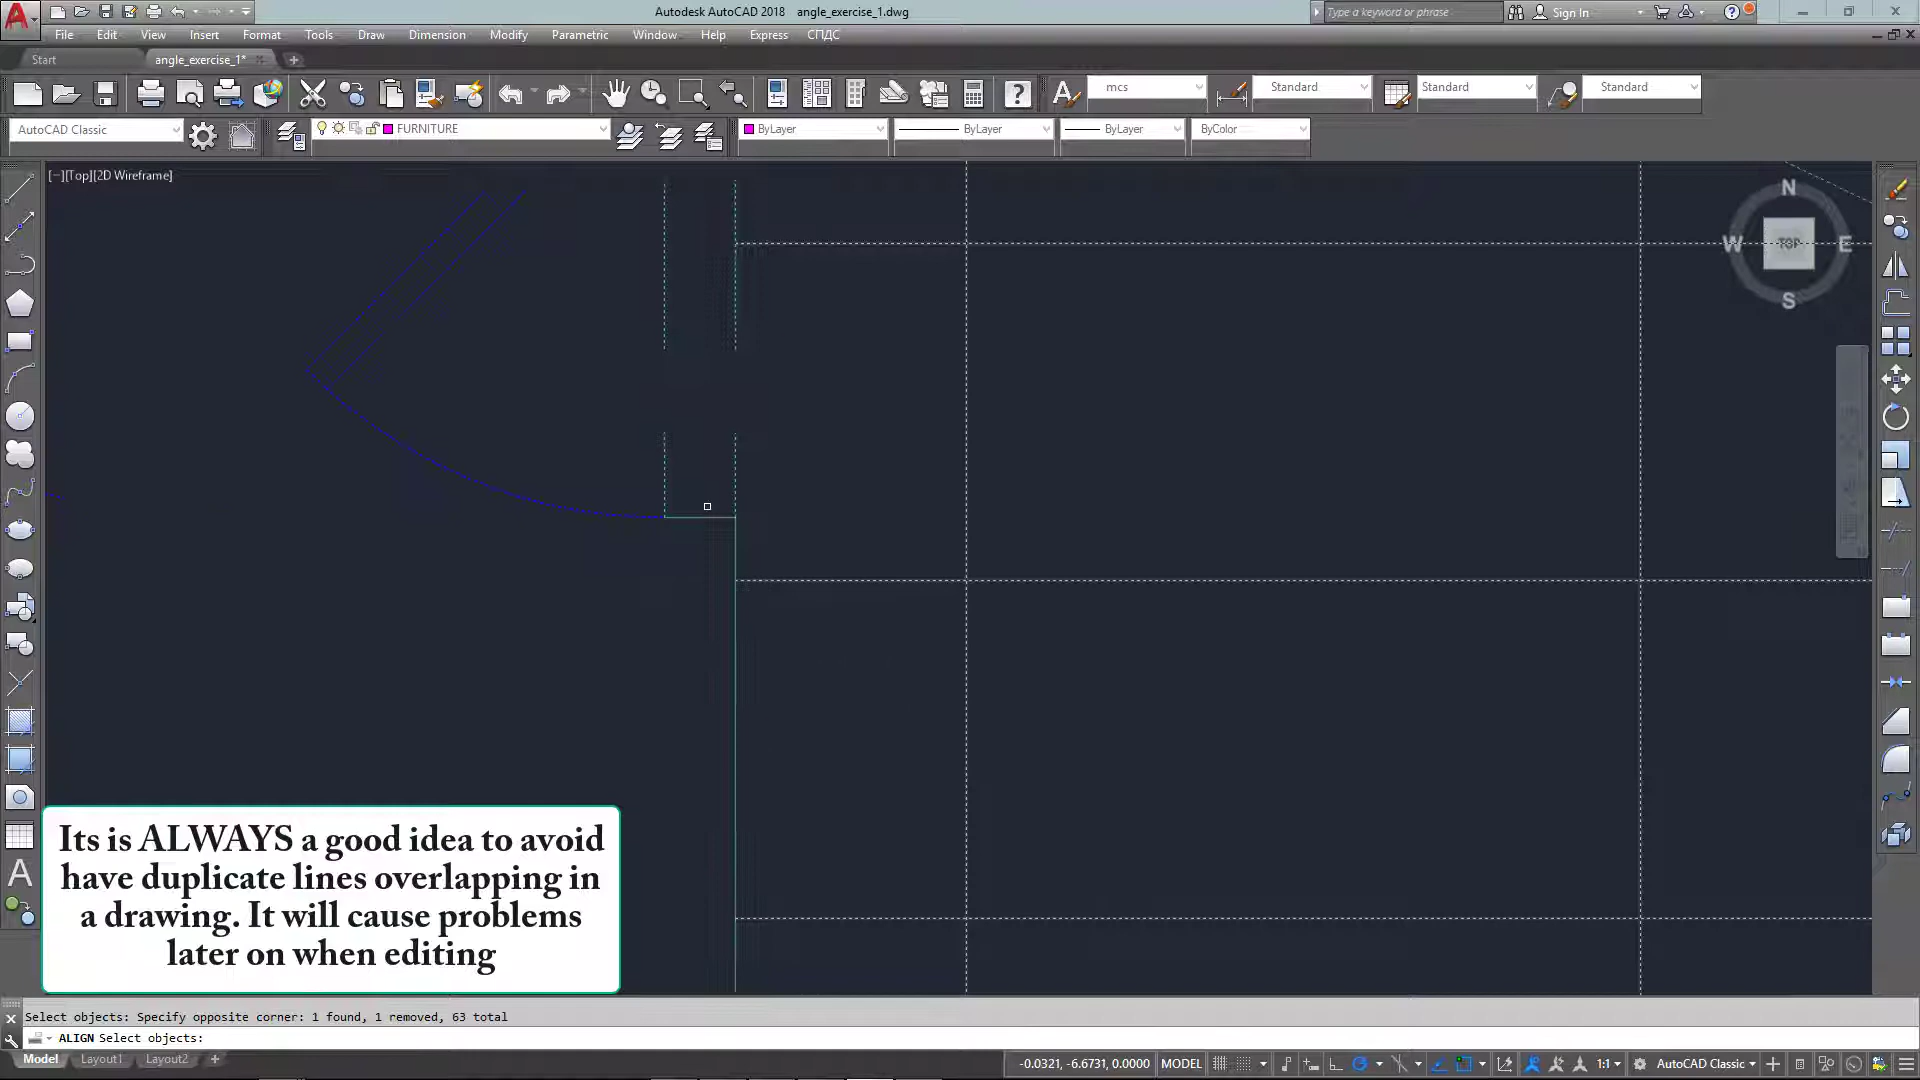 Autodesk AutoCAD 2018 angle_exercise_1.dwg
Type a keyword or phrase
Sign In
File Edit View Insert Format Tools Draw Dimension Modify Parametric Window Help Express СПДС
Start
angle_exercise_1*
mcs
Standard
Standard
Standard
AutoCAD Classic
FURNITURE
ByLayer
ByLayer
ByLayer
ByColor
[−][Top][2D Wireframe]
N
W
TOP
E
S
Its is ALWAYS a good idea to avoid
have duplicate lines overlapping in
a drawing. It will cause problems
later on when editing
Select objects: Specify opposite corner: 1 found, 1 removed, 63 total
ALIGN Select objects:
Model Layout1 Layout2
-0.0321, -6.6731, 0.0000 MODEL
1:1
AutoCAD Classic